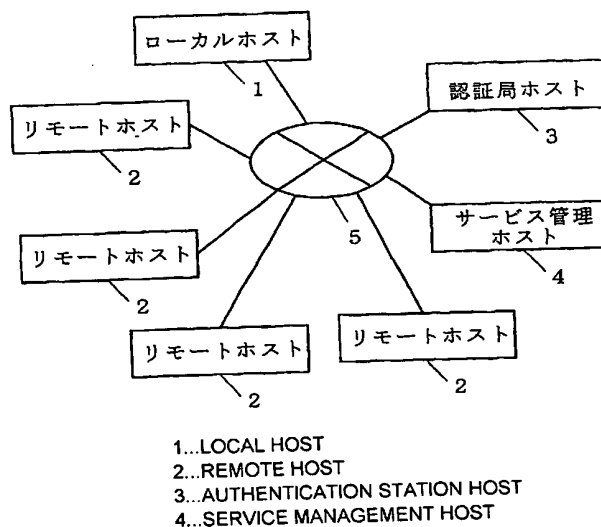 ローカルホスト
1
認証局ホスト
3
リモートホスト
2
サービス管理
ホスト
4
5
リモートホスト
2
リモートホスト
2
リモートホスト
2
1...LOCAL HOST
2...REMOTE HOST
3...AUTHENTICATION STATION HOST
4...SERVICE MANAGEMENT HOST